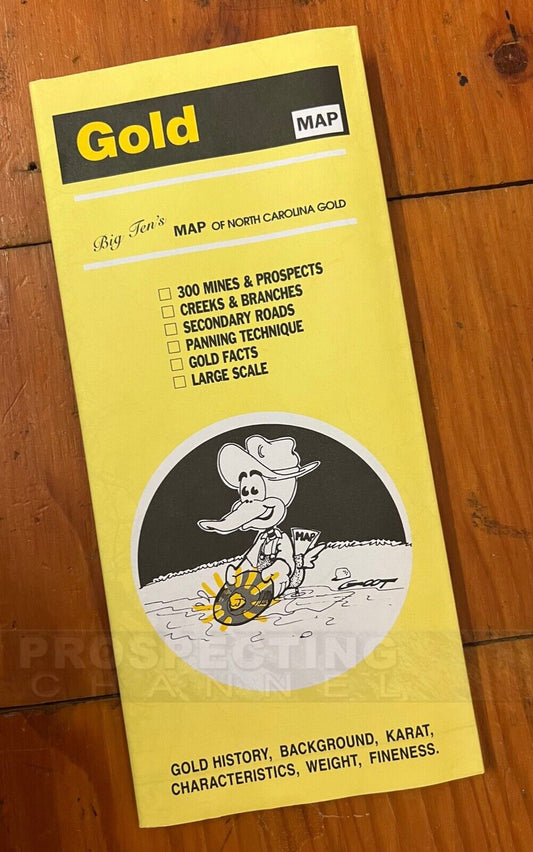 Gold
MAP
Big Ten's MAP OF NORTH CAROLINA GOLD
300 MINES & PROSPECTS
CREEKS & BRANCHES
SECONDARY ROADS
PANNING TECHNIQUE
GOLD FACTS
LARGE SCALE
MAP
PROSPECTING
CHANNEL
GOLD HISTORY, BACKGROUND, KARAT,
CHARACTERISTICS, WEIGHT, FINENESS.